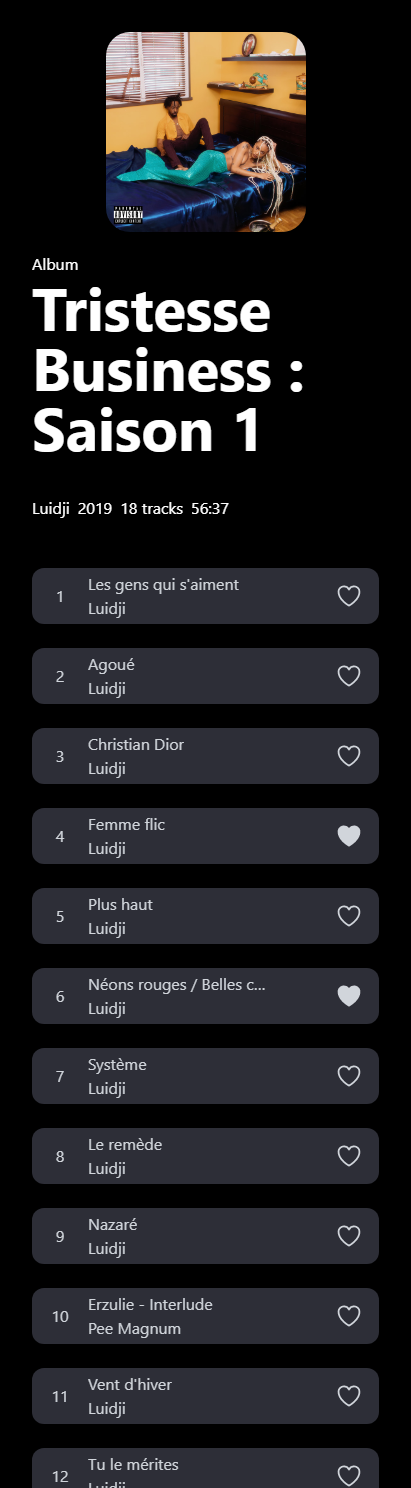 PARENTAL
ADVISORY
EXPLICIT CONTENT
Album
Tristesse
Business :
Saison 1
Luidji 2019 18 tracks 56:37
1
Les gens qui s'aiment
Luidji
2
Agoué
Luidji
3
Christian Dior
Luidji
4
Femme flic
Luidji
5
Plus haut
Luidji
6
Néons rouges / Belles c...
Luidji
7
Système
Luidji
8
Le remède
Luidji
9
Nazaré
Luidji
10
Erzulie - Interlude
Pee Magnum
11
Vent d'hiver
Luidji
12
Tu le mérites
Luidji